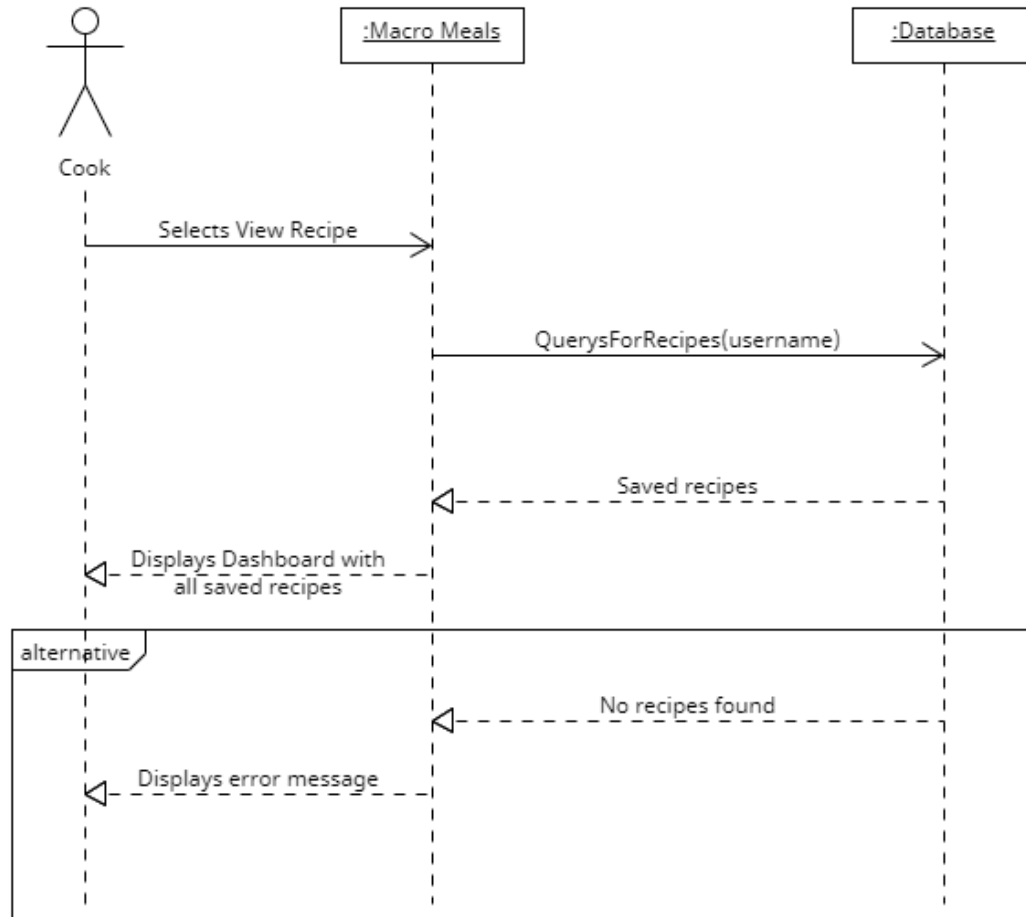 :Macro Meals
:Database
Cook
Selects View Recipe
QuerysForRecipes(username)
Saved recipes
Displays Dashboard with
all saved recipes
alternative
No recipes found
Displays error message